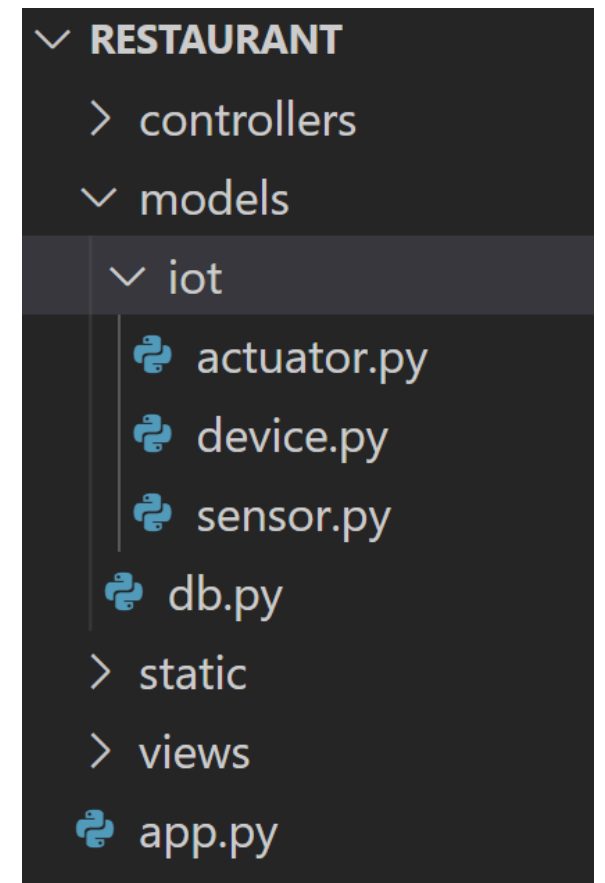 RESTAURANT
controllers
models
iot
actuator.py
device.py
sensor.py
db.py
static
views
app.py